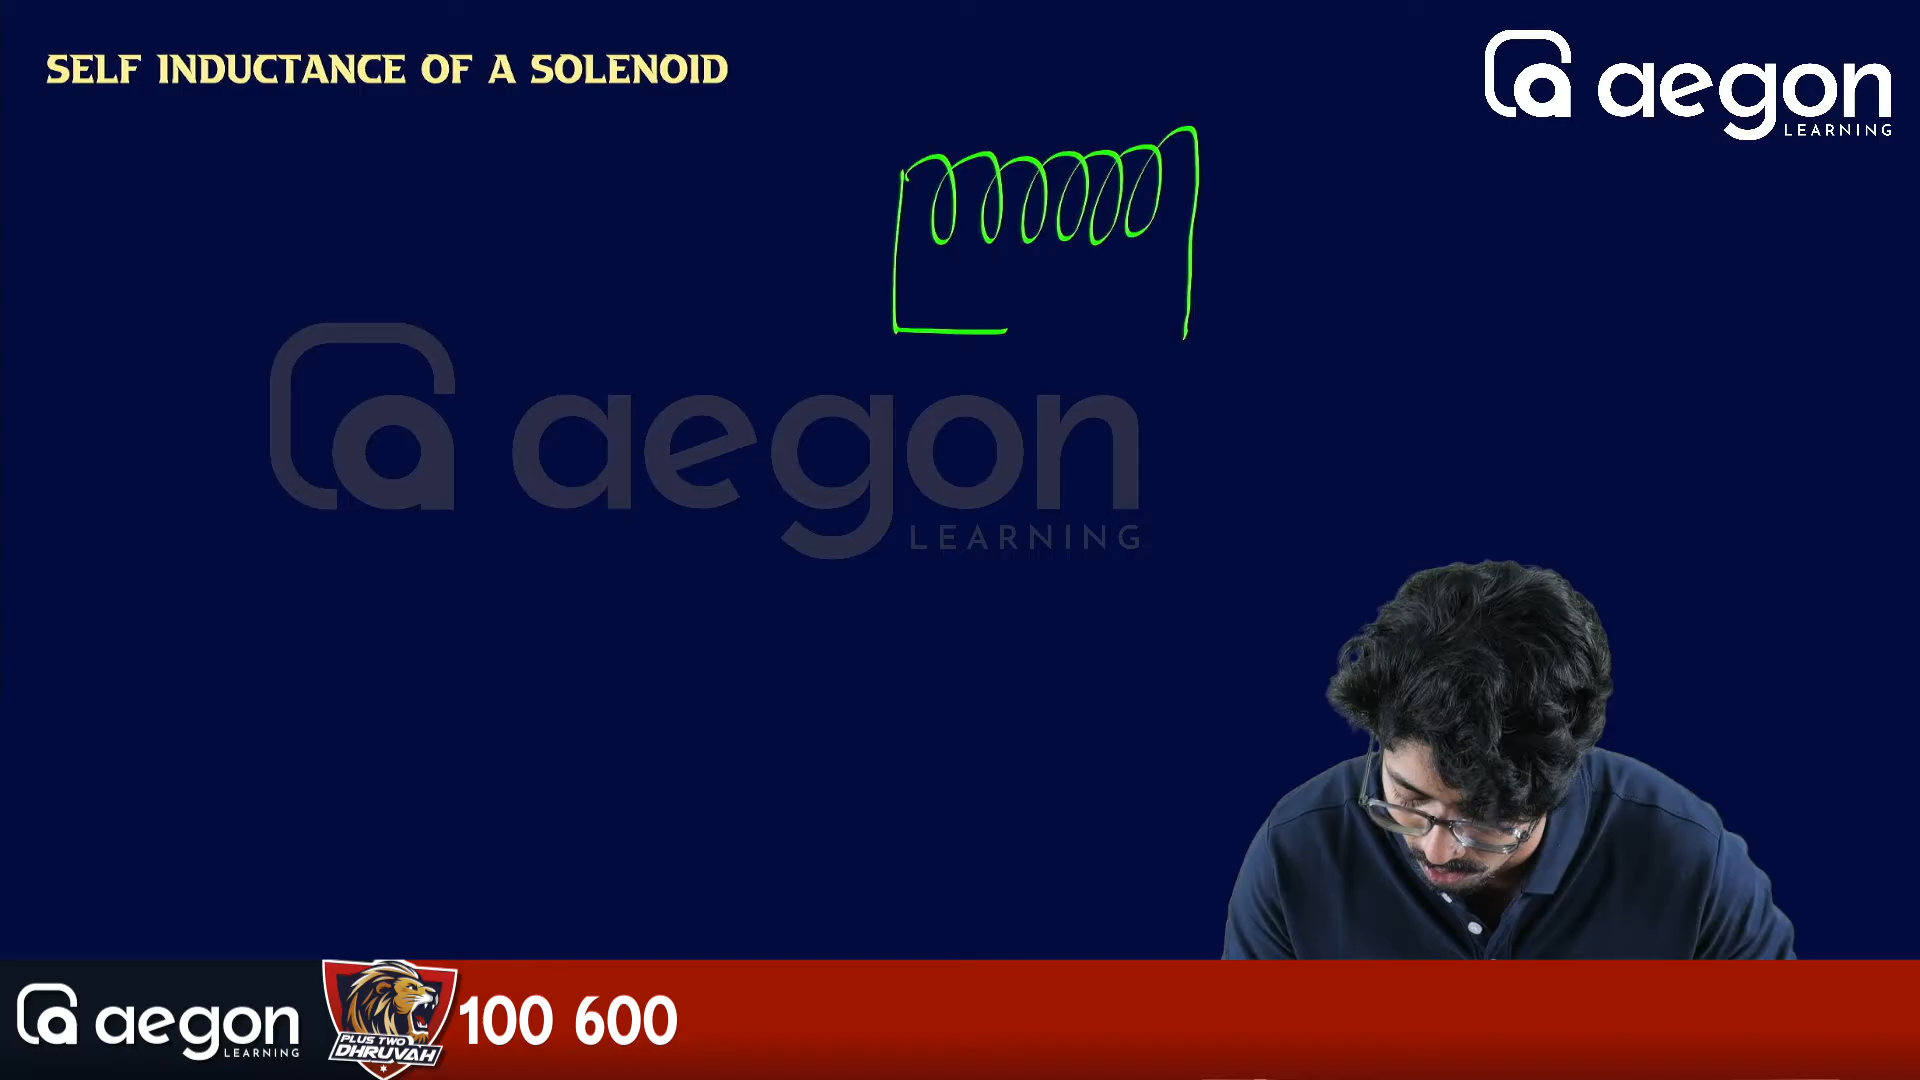 SELF INDUCTANCE OF A SOLENOID
aegon
LEARNING
aegon
LEARNING
aegon
LEARNING
PLUS TWO
DHRUVAH
100 600